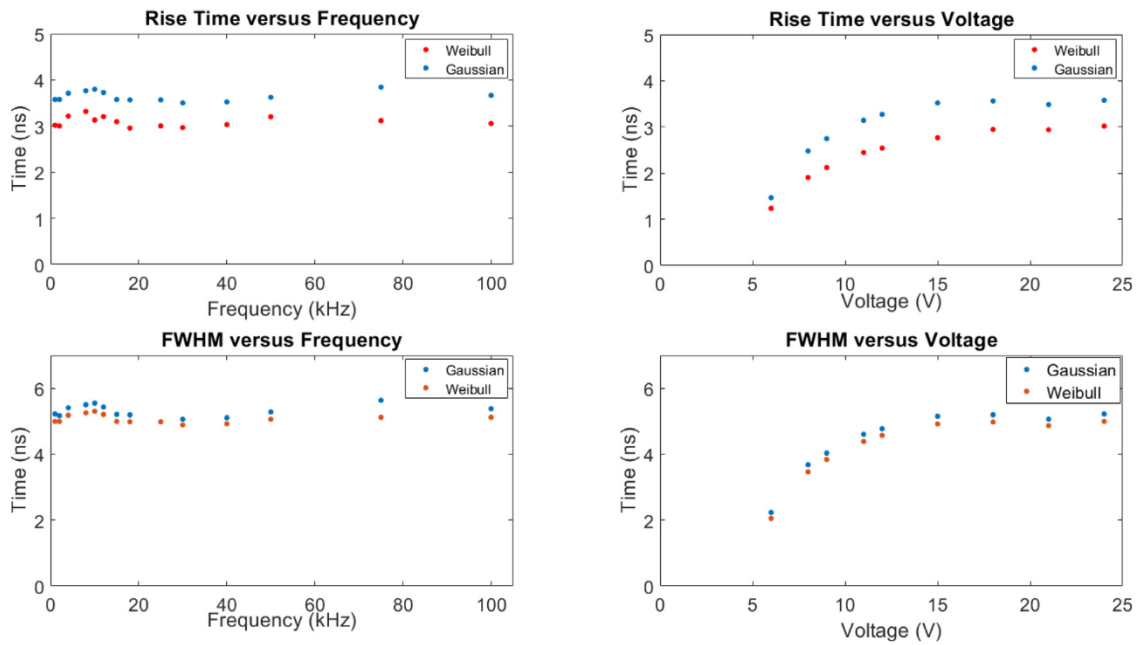 Rise Time versus Frequency
5
4
3
2
1
0
Time (ns)
Weibull
Gaussian
0 20 40 60 80 100
Frequency (kHz)
Rise Time versus Voltage
5
4
3
2
1
0
Time (ns)
Weibull
Gaussian
0 5 10 15 20 25
Voltage (V)
FWHM versus Frequency
6
4
2
0
Time (ns)
Gaussian
Weibull
0 20 40 60 80 100
Frequency (kHz)
FWHM versus Voltage
6
4
2
0
Time (ns)
Gaussian
Weibull
0 5 10 15 20 25
Voltage (V)